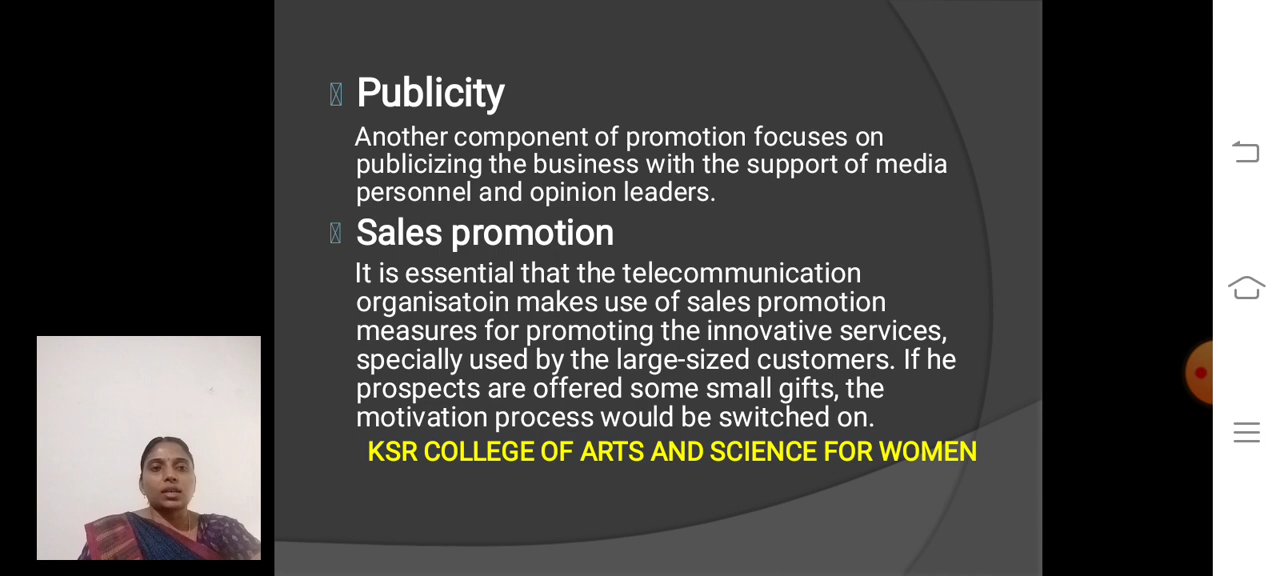 Publicity
Another component of promotion focuses on
publicizing the business with the support of media
personnel and opinion leaders.
Sales promotion
It is essential that the telecommunication
organisatoin makes use of sales promotion
measures for promoting the innovative services,
specially used by the large-sized customers. If he
prospects are offered some small gifts, the
motivation process would be switched on.
KSR COLLEGE OF ARTS AND SCIENCE FOR WOMEN